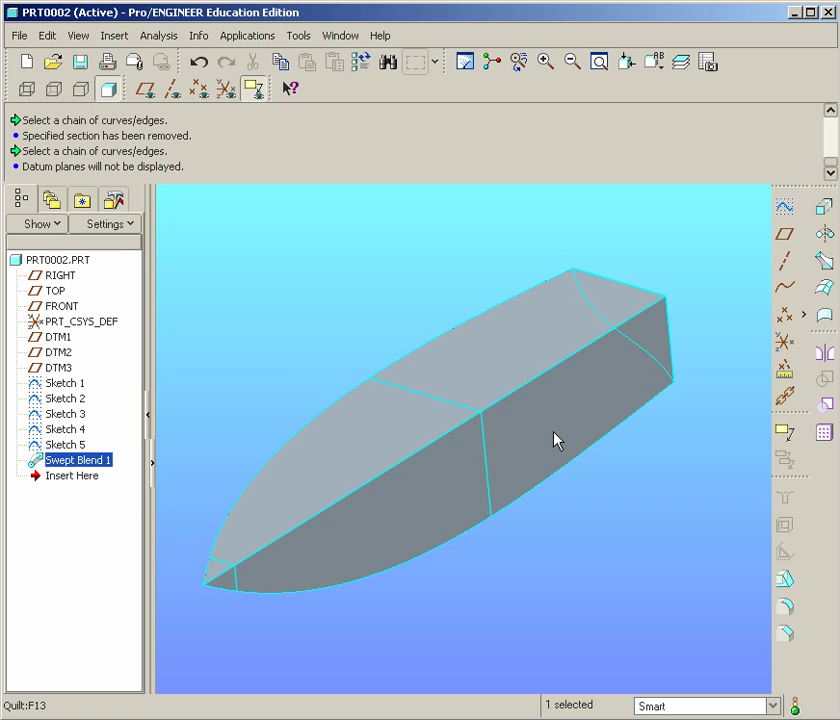 PRT0002 (Active) - Pro/ENGINEER Education Edition
File Edit View Insert Analysis Info Applications Tools Window Help
Select a chain of curves/edges.
Specified section has been removed.
Select a chain of curves/edges.
Datum planes will not be displayed.
Show Settings
PRT0002.PRT
RIGHT
TOP
FRONT
PRT_CSYS_DEF
DTM1
DTM2
DTM3
Sketch 1
Sketch 2
Sketch 3
Sketch 4
Sketch 5
Swept Blend 1
Insert Here
Quilt:F13 1 selected Smart